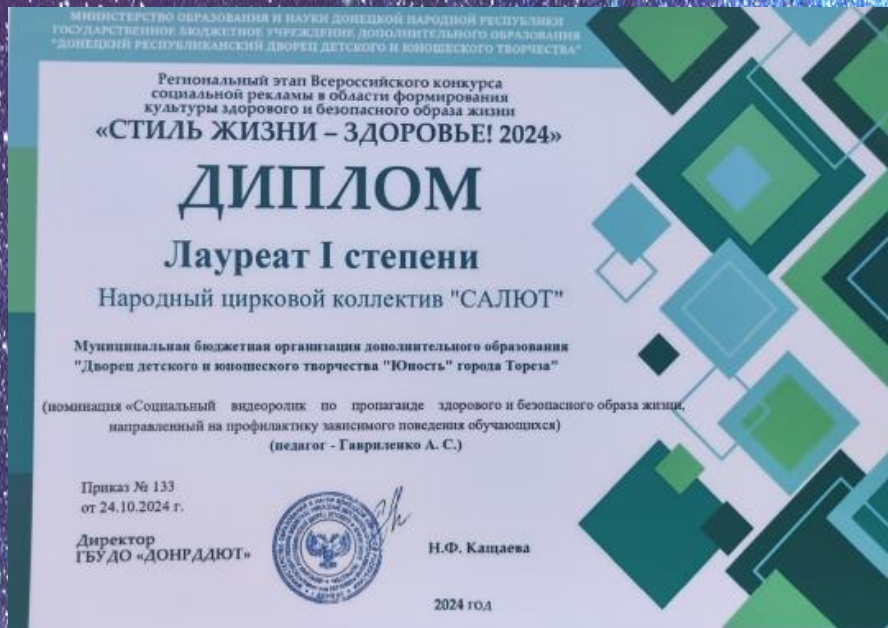 МИНИСТЕРСТВО ОБРАЗОВАНИЯ И НАУКИ ДОНЕЦКОЙ НАРОДНОЙ РЕСПУБЛИКИ
ГОСУДАРСТВЕННОЕ БЮДЖЕТНОЕ УЧРЕЖДЕНИЕ ДОПОЛНИТЕЛЬНОГО ОБРАЗОВАНИЯ
"ДОНЕЦКИЙ РЕСПУБЛИКАНСКИЙ ДВОРЕЦ ДЕТСКОГО И ЮНОШЕСКОГО ТВОРЧЕСТВА"
Региональный этап Всероссийского конкурса
социальной рекламы в области формирования
культуры здорового и безопасного образа жизни
«СТИЛЬ ЖИЗНИ – ЗДОРОВЬЕ! 2024»
ДИПЛОМ
Лауреат I степени
Народный цирковой коллектив "САЛЮТ"
Муниципальная бюджетная организация дополнительного образования
"Дворец детского и юношеского творчества "Юность" города Тореза"
(номинация «Социальный видеоролик по пропаганде здорового и безопасного образа жизни,
направленный на профилактику зависимого поведения обучающихся)
(педагог - Гавриленко А. С.)
Приказ № 133
от 24.10.2024 г.
Директор
ГБУДО «ДОНРДДЮТ»
Н.Ф. Кащаева
2024 год